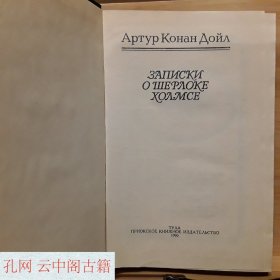 Артур Конан Дойл
ЗАПИСКИ
О ШЕРЛОКЕ
ХОЛМСЕ
ТУЛА
ПРИОКСКОЕ КНИЖНОЕ ИЗДАТЕЛЬСТВО
孔网 云中阁古籍